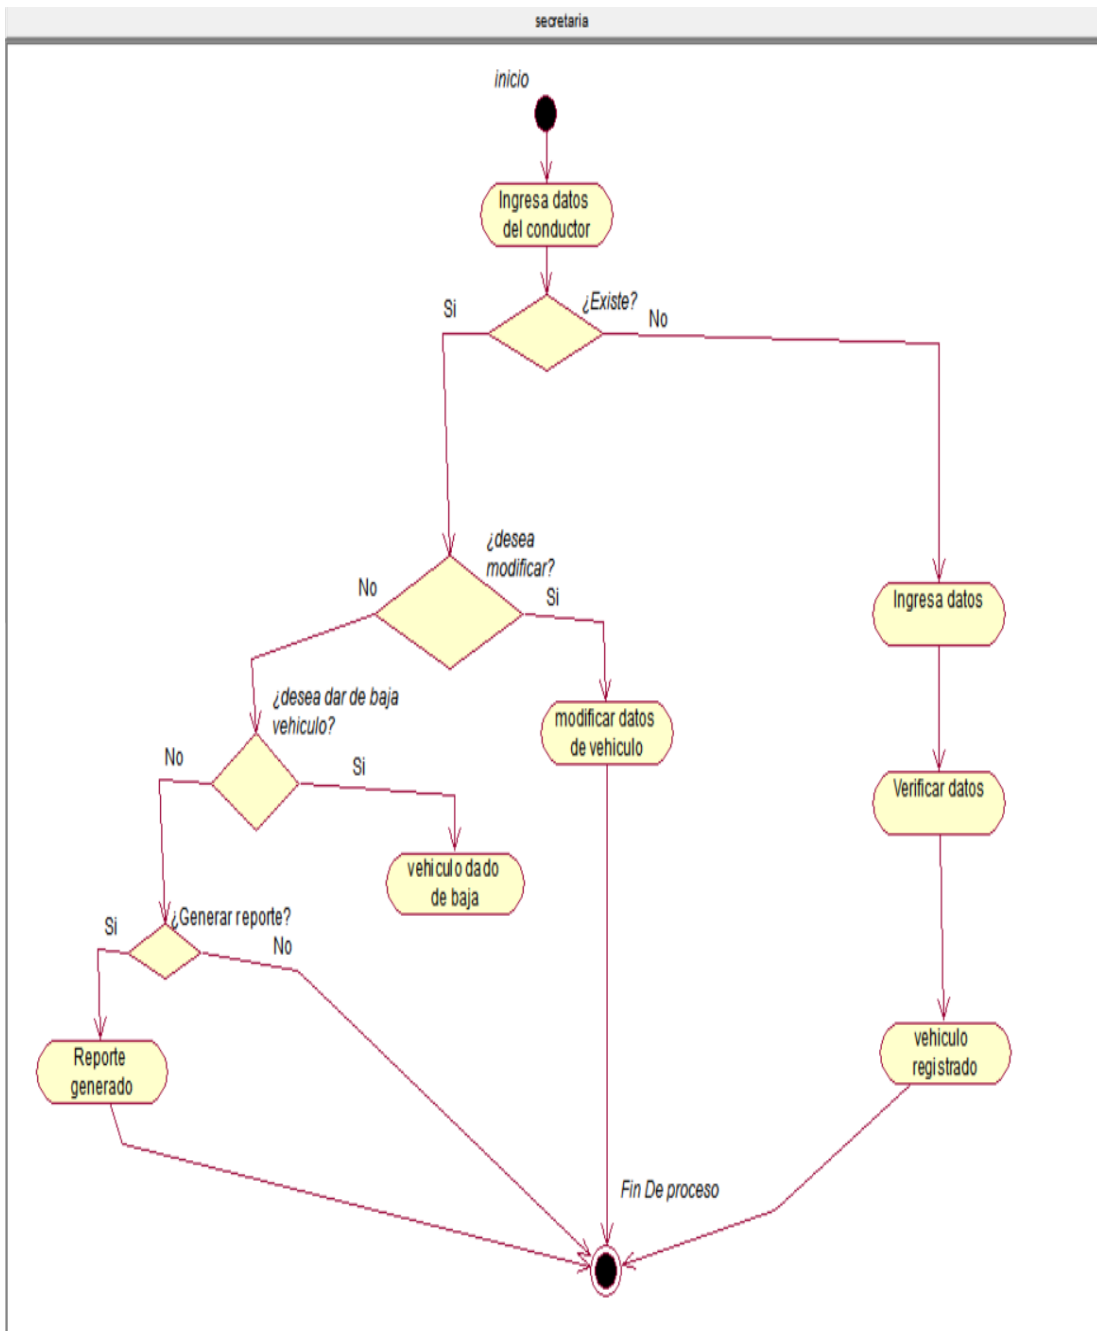 secretaria
inicio
Ingresa datos
del conductor
¿Existe?
Si
No
¿desea
modificar?
No
Si
Ingresa datos
¿desea dar de baja
vehiculo?
modificar datos
de vehiculo
No
Si
Verificar datos
vehiculo dado
de baja
¿Generar reporte?
Si
No
Reporte
generado
vehiculo
registrado
Fin De proceso